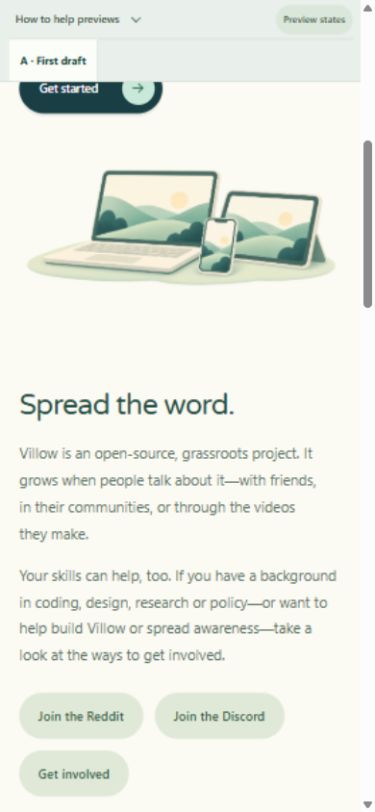 How to help previews
Preview states
A · First draft
Get started
Spread the word.
Villow is an open-source, grassroots project. It
grows when people talk about it—with friends,
in their communities, or through the videos
they make.
Your skills can help, too. If you have a background
in coding, design, research or policy—or want to
help build Villow or spread awareness—take a
look at the ways to get involved.
Join the Reddit
Join the Discord
Get involved